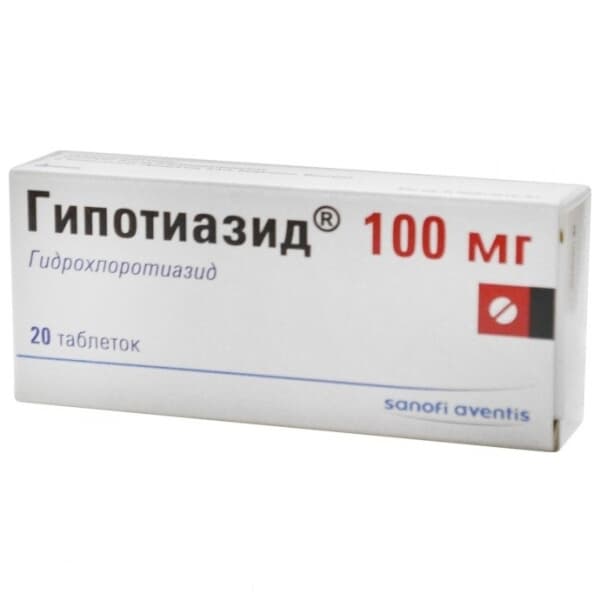 Гипотиазид® 100 мг
Гидрохлоротиазид
20 таблеток
sanofi aventis